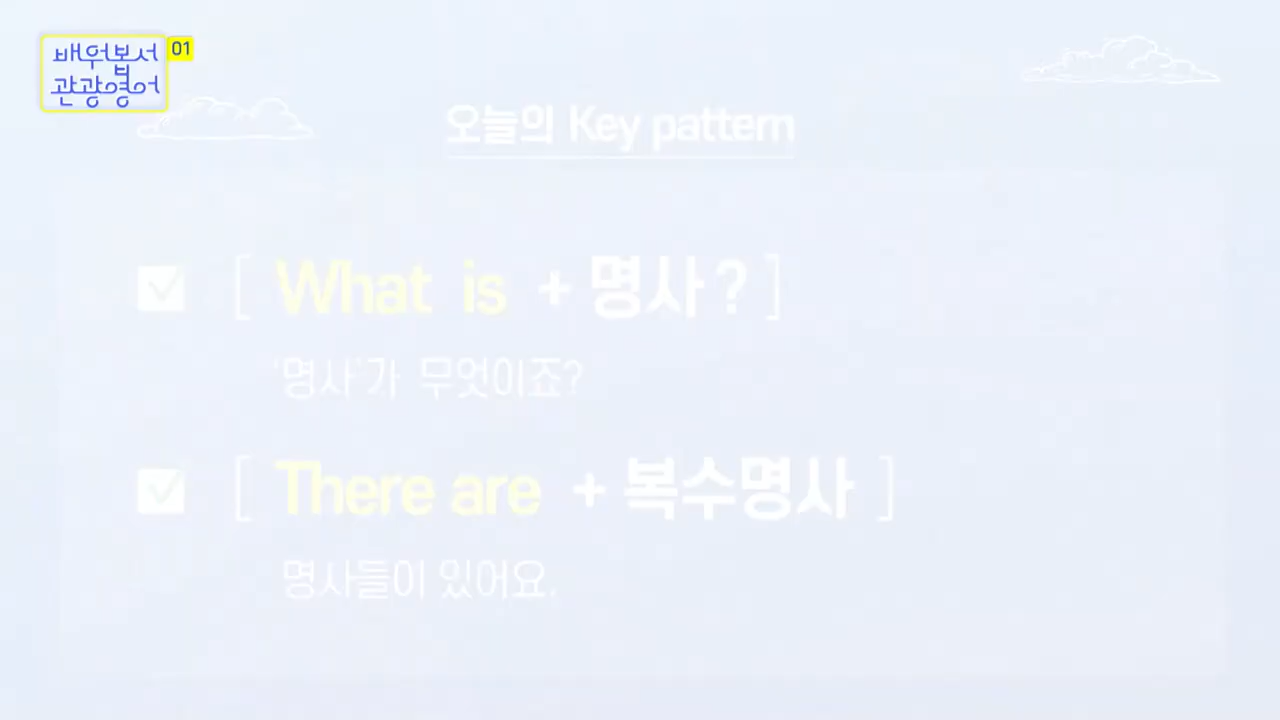 배워봅서 01
관광영어
오늘의 Key pattern
[ What is + 명사 ? ]
'명사'가 무엇이죠?
[ There are + 복수명사 ]
명사들이 있어요.